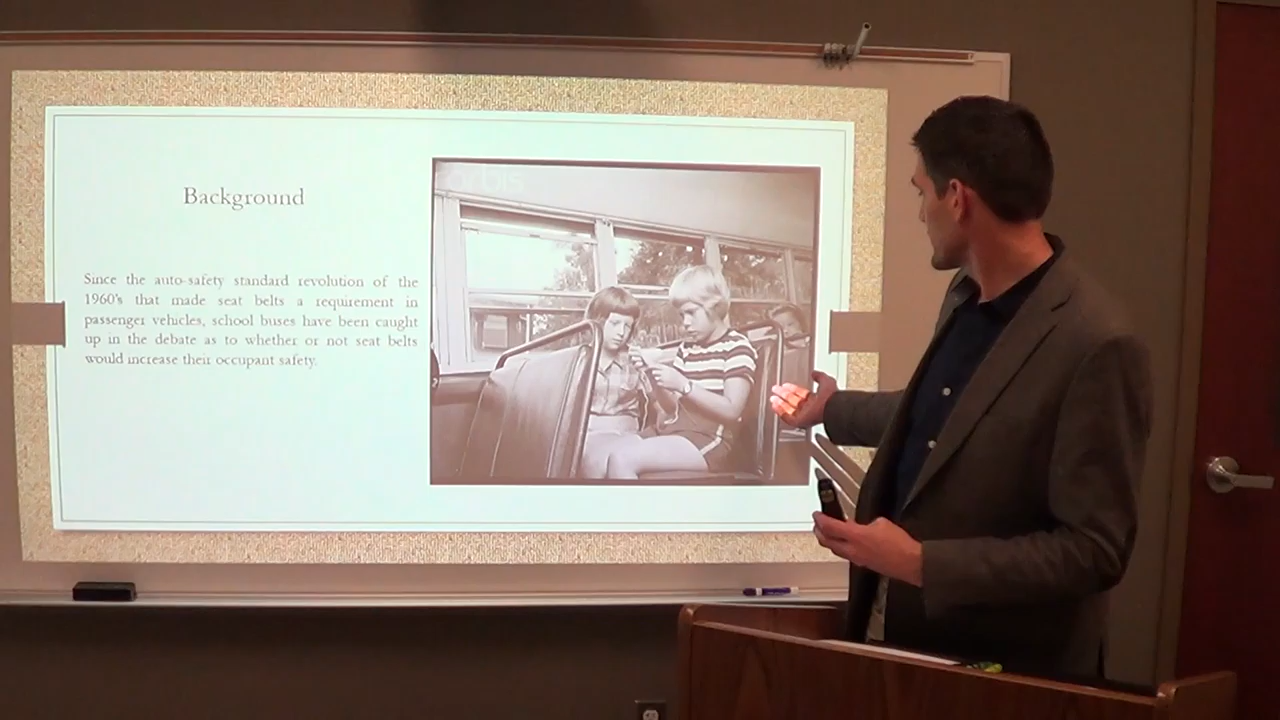 Background
Since the auto-safety standard revolution of the
1960's that made seat belts a requirement in
passenger vehicles, school buses have been caught
up in the debate as to whether or not seat belts
would increase their occupant safety.